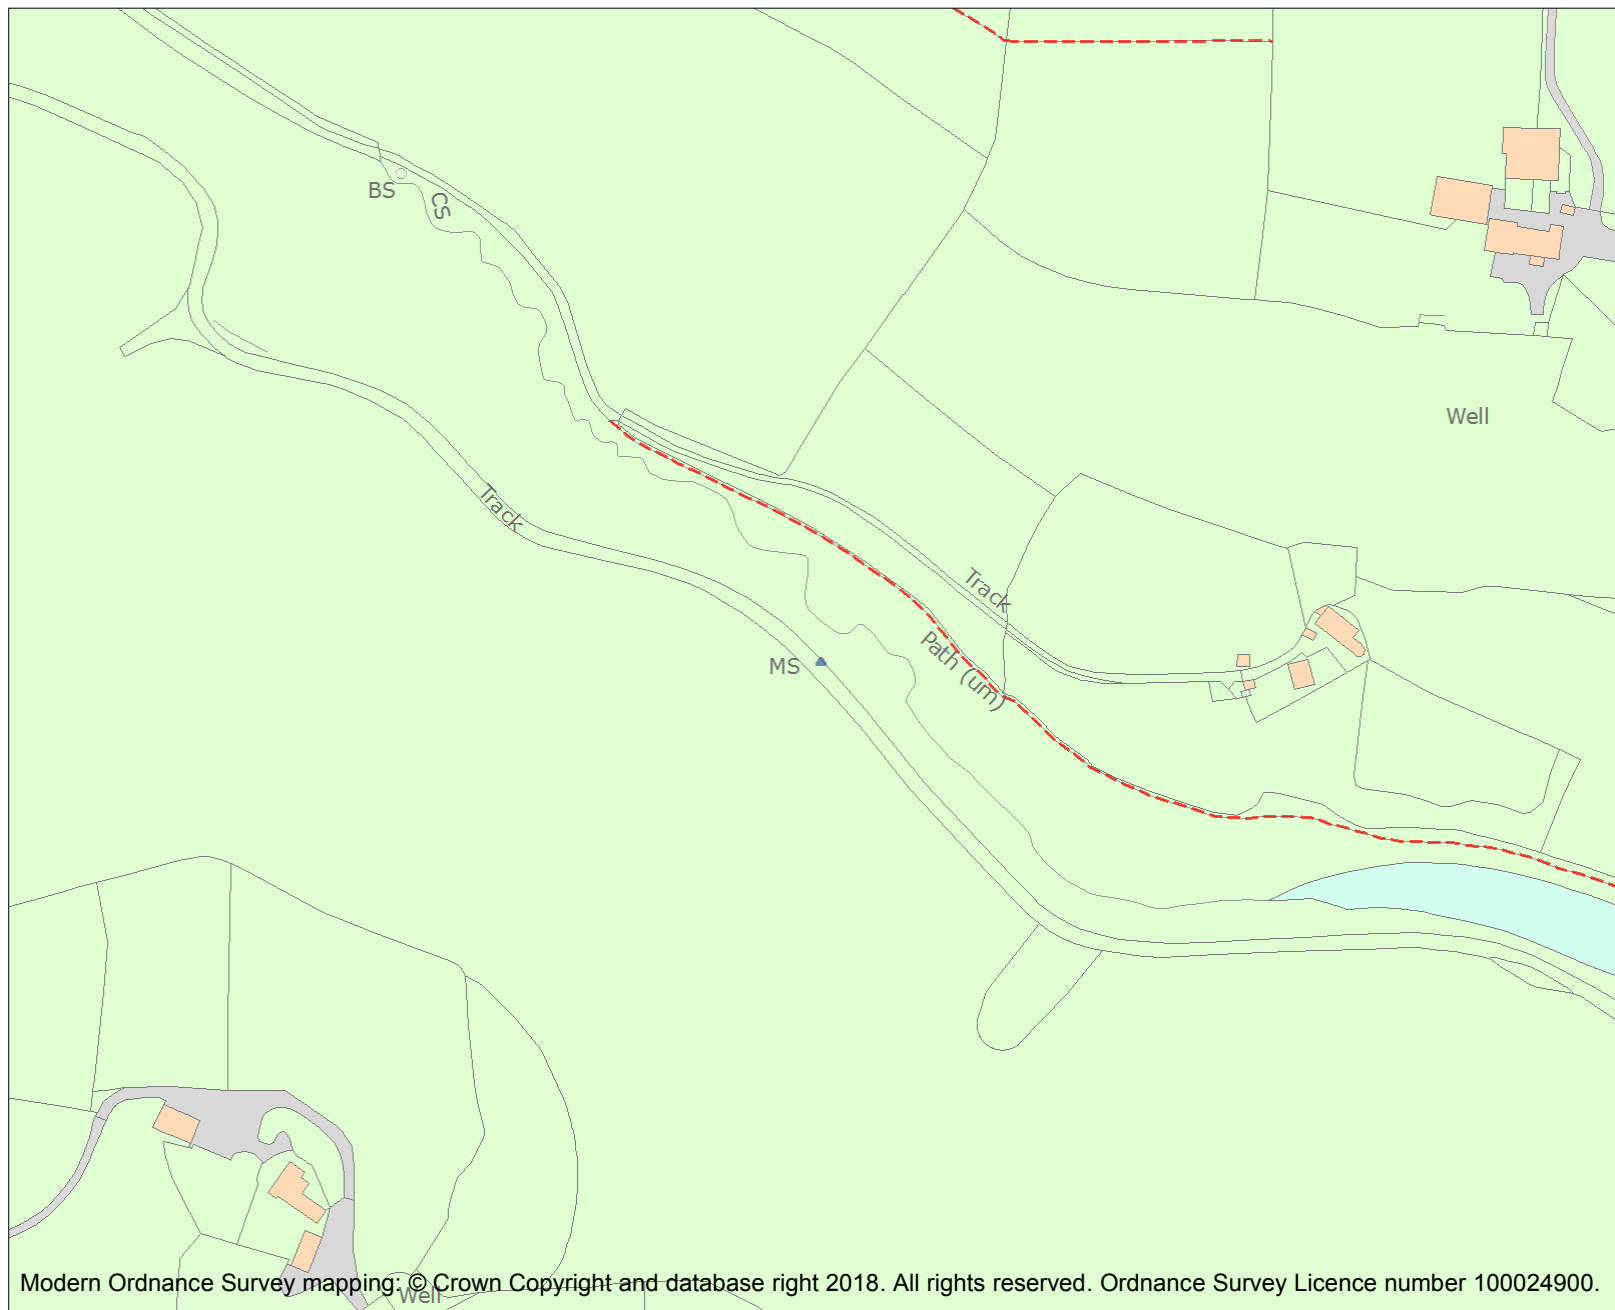 BS
CS
Well
Track
Track
Path (um)
MS
Modern Ordnance Survey mapping: © Crown Copyright and database right 2018. All rights reserved. Ordnance Survey Licence number 100024900.
Well